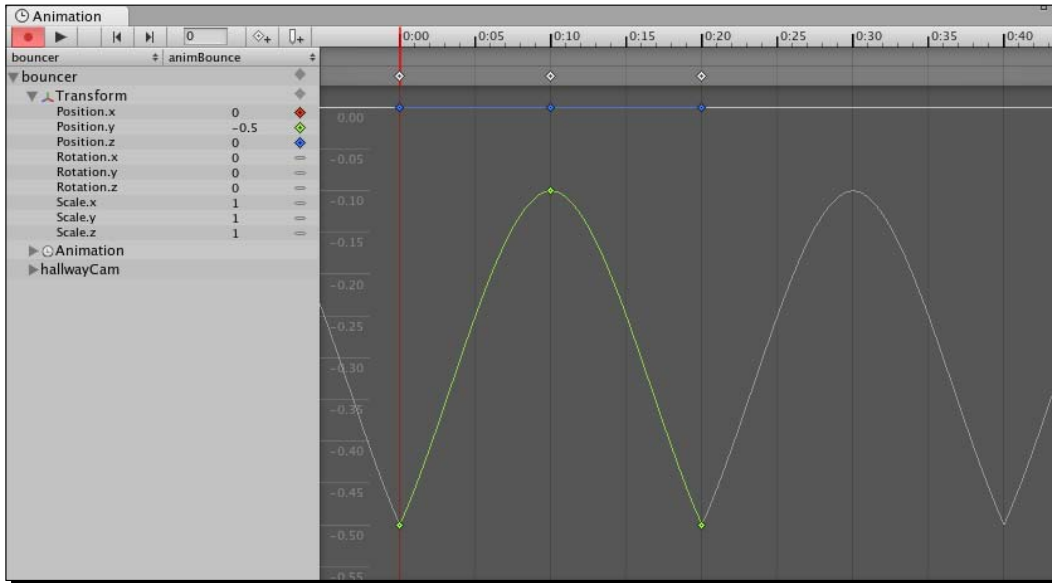 Animation
0
0:00 0:05 0:10 0:15 0:20 0:25 0:30 0:35 0:40
bouncer animBounce
bouncer
Transform
Position.x 0
Position.y -0.5
Position.z 0
Rotation.x 0
Rotation.y 0
Rotation.z 0
Scale.x 1
Scale.y 1
Scale.z 1
Animation
hallwayCam
0.00
-0.05
-0.10
-0.15
-0.20
-0.25
-0.30
-0.35
-0.40
-0.45
-0.50
-0.55